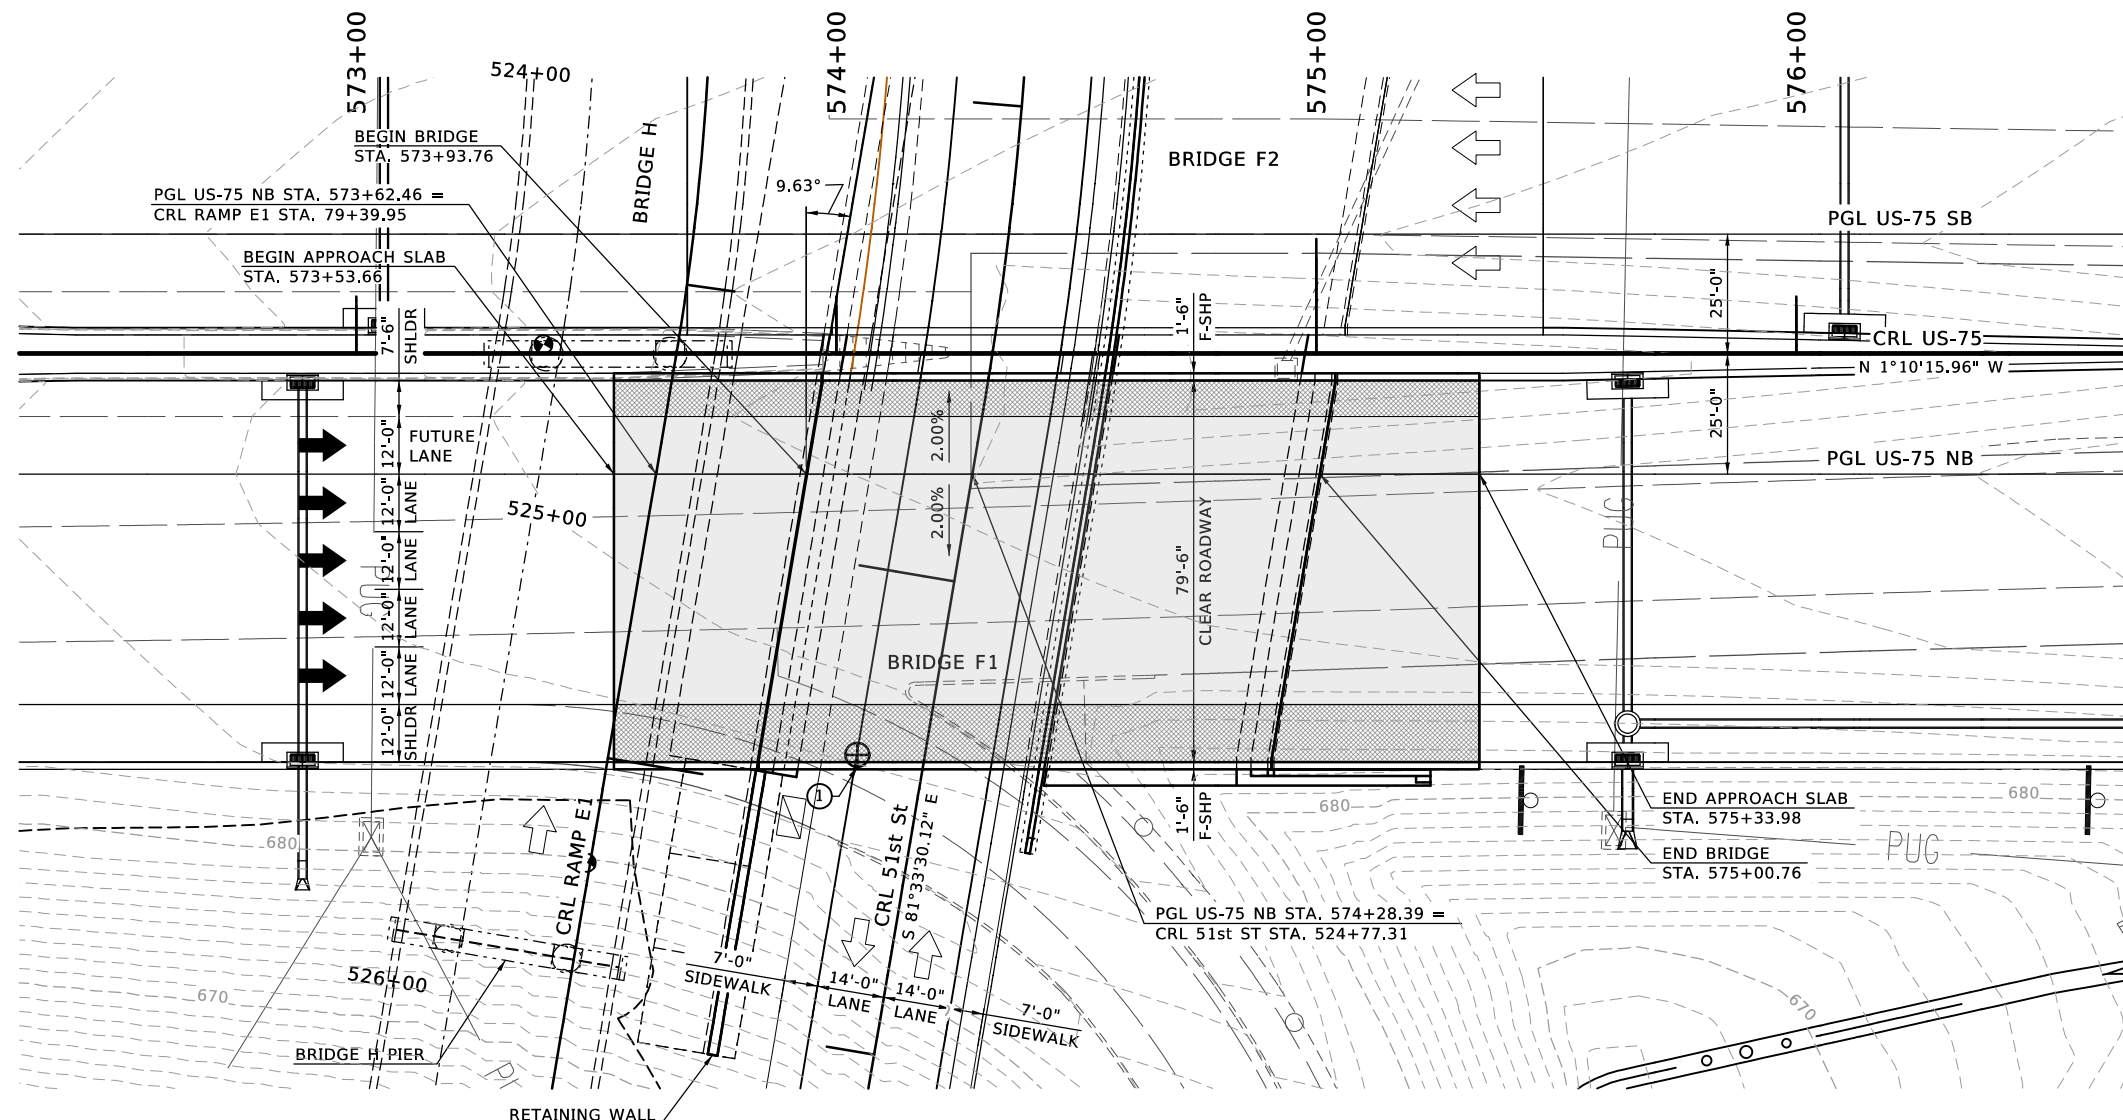 573+00
574+00
575+00
576+00
524+00
BEGIN BRIDGE
STA. 573+93.76
BRIDGE H
9.63°
BRIDGE F2
PGL US-75 NB STA. 573+62.46 =
CRL RAMP E1 STA. 79+39.95
PGL US-75 SB
BEGIN APPROACH SLAB
STA. 573+53.66
25'-0"
7'-6"
SHLDR
1'-6"
F-SHP
CRL US-75
N 1°10'15.96" W
25'-0"
12'-0"
FUTURE
LANE
2.00%
PGL US-75 NB
12'-0"
LANE
525+00
2.00%
PUG
12'-0"
LANE
79'-6"
CLEAR ROADWAY
12'-0"
LANE
12'-0"
LANE
BRIDGE F1
12'-0"
SHLDR
1
1'-6"
F-SHP
680
680
680
END APPROACH SLAB
STA. 575+33.98
PUG
END BRIDGE
STA. 575+00.76
CRL RAMP E1
CRL 51st St
S 81°33'30.12" E
PGL US-75 NB STA. 574+28.39 =
CRL 51st ST STA. 524+77.31
526+00
670
7'-0"
SIDEWALK
14'-0"
LANE
14'-0"
LANE
7'-0"
SIDEWALK
670
BRIDGE H PIER
RETAINING WALL